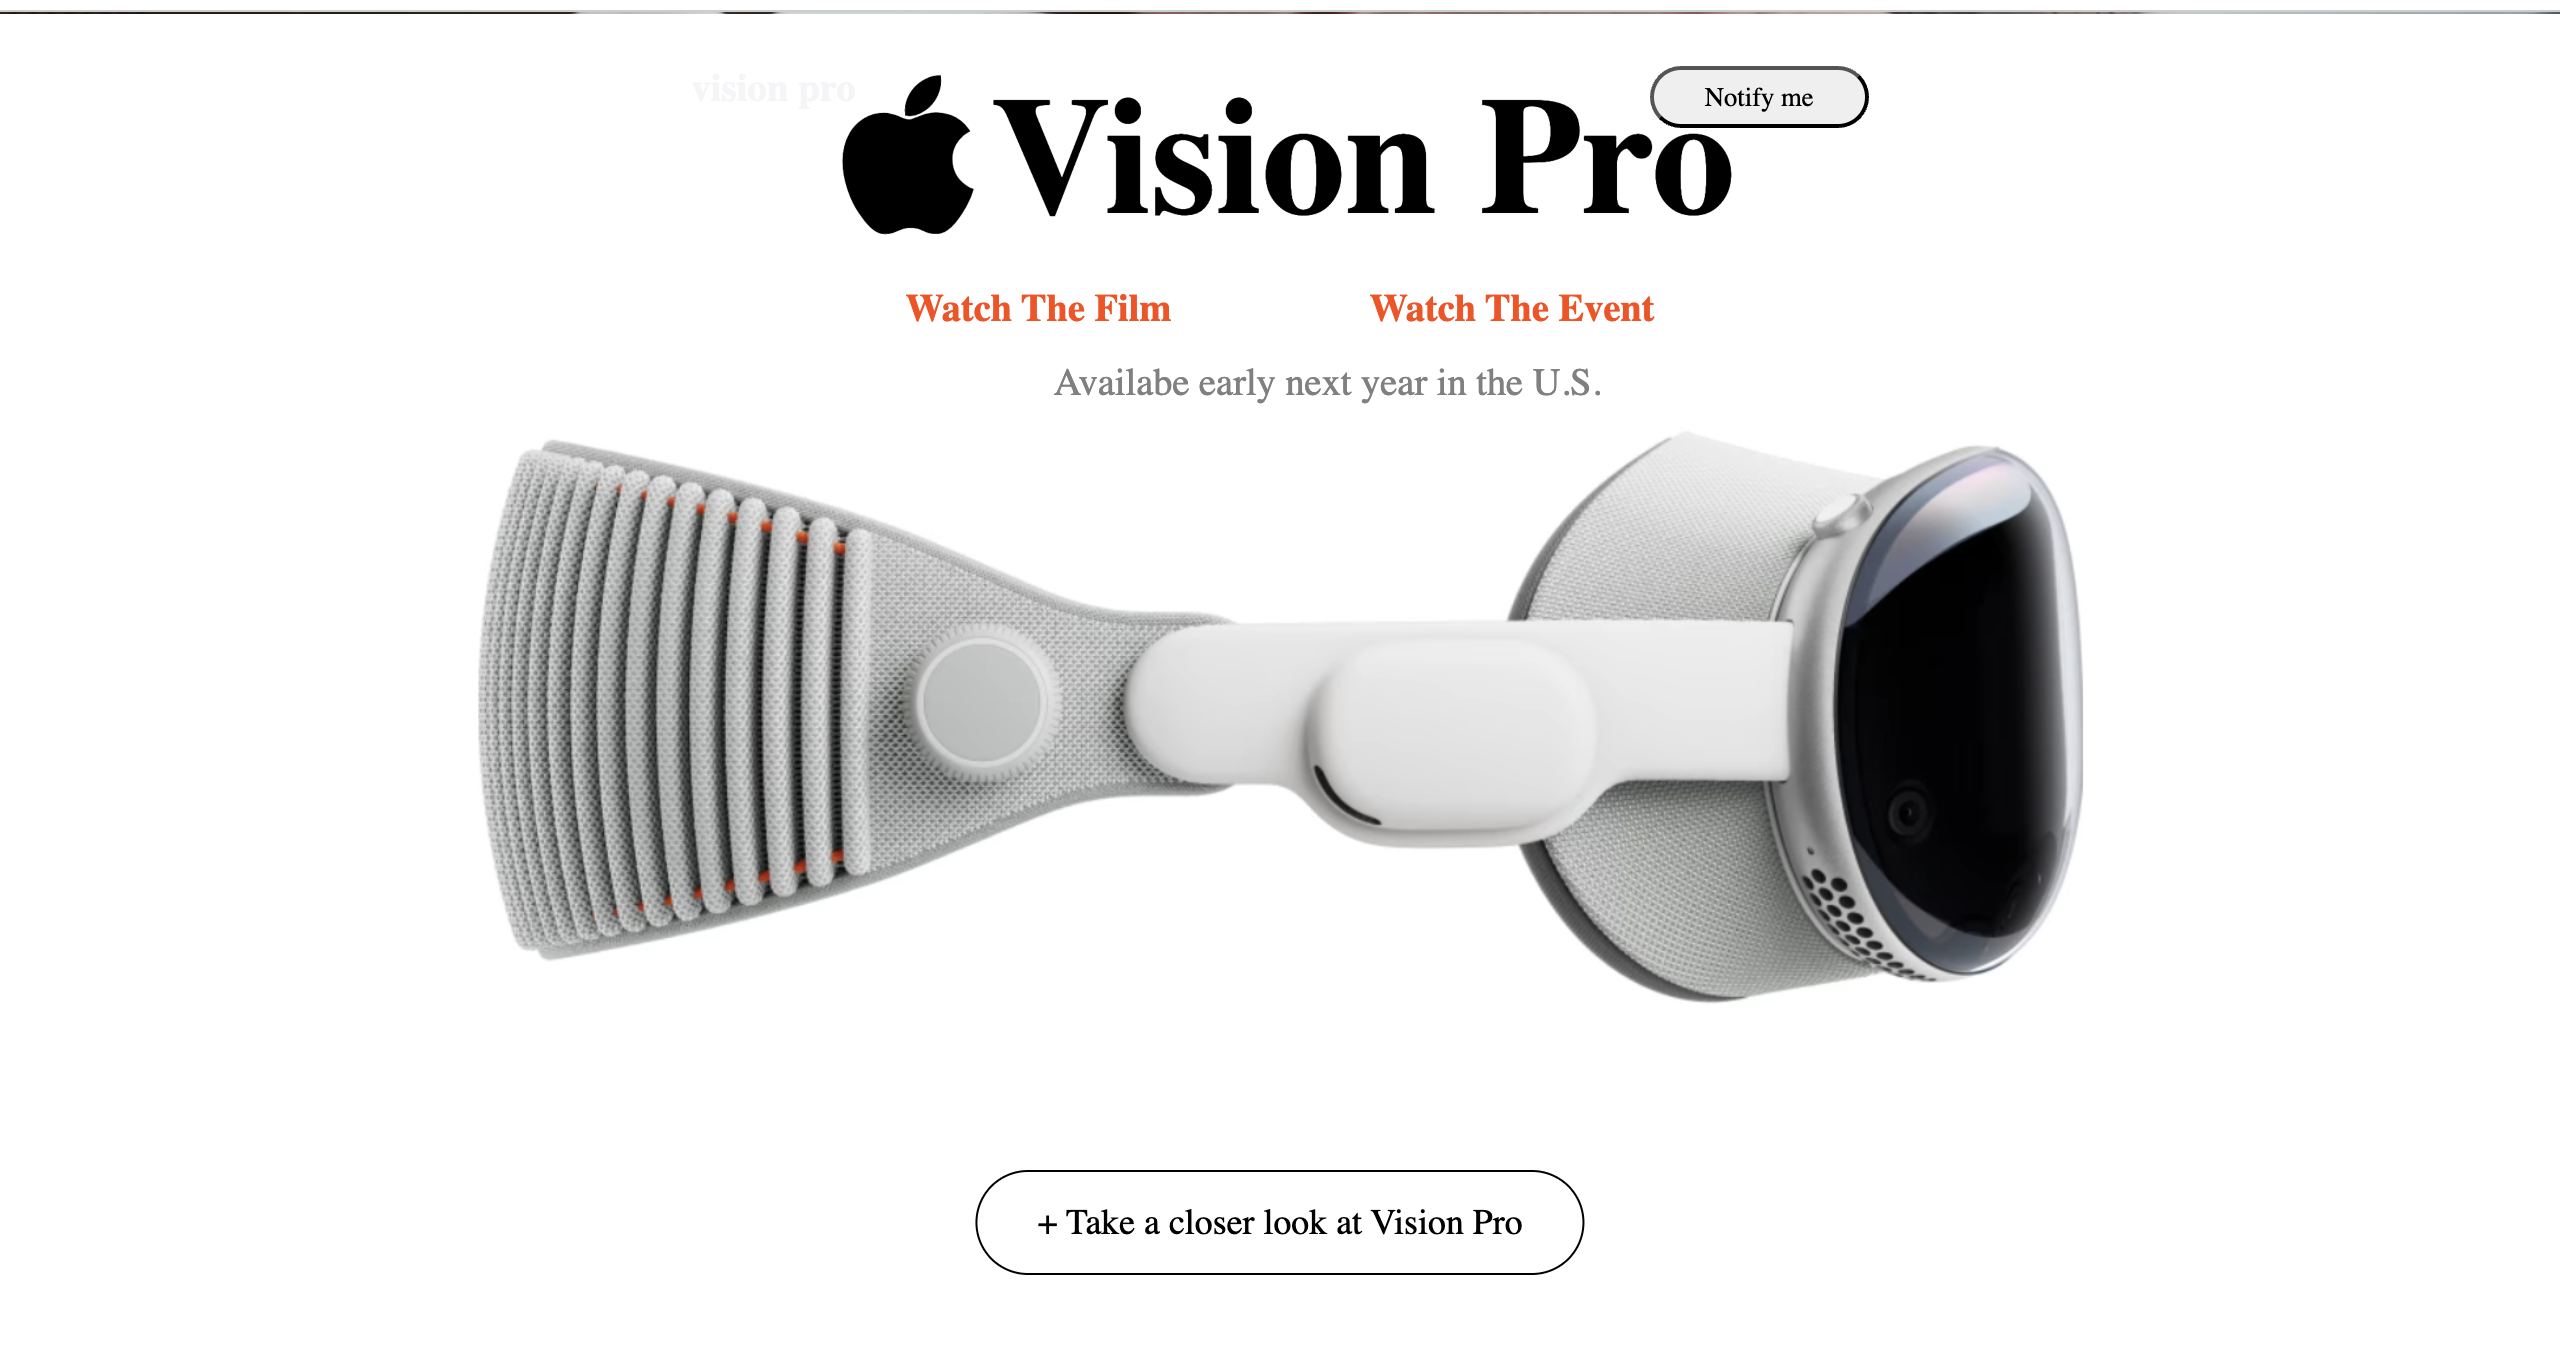 vision pro
Notify me
Vision Pro
Watch The Film
Watch The Event
Availabe early next year in the U.S.
+ Take a closer look at Vision Pro